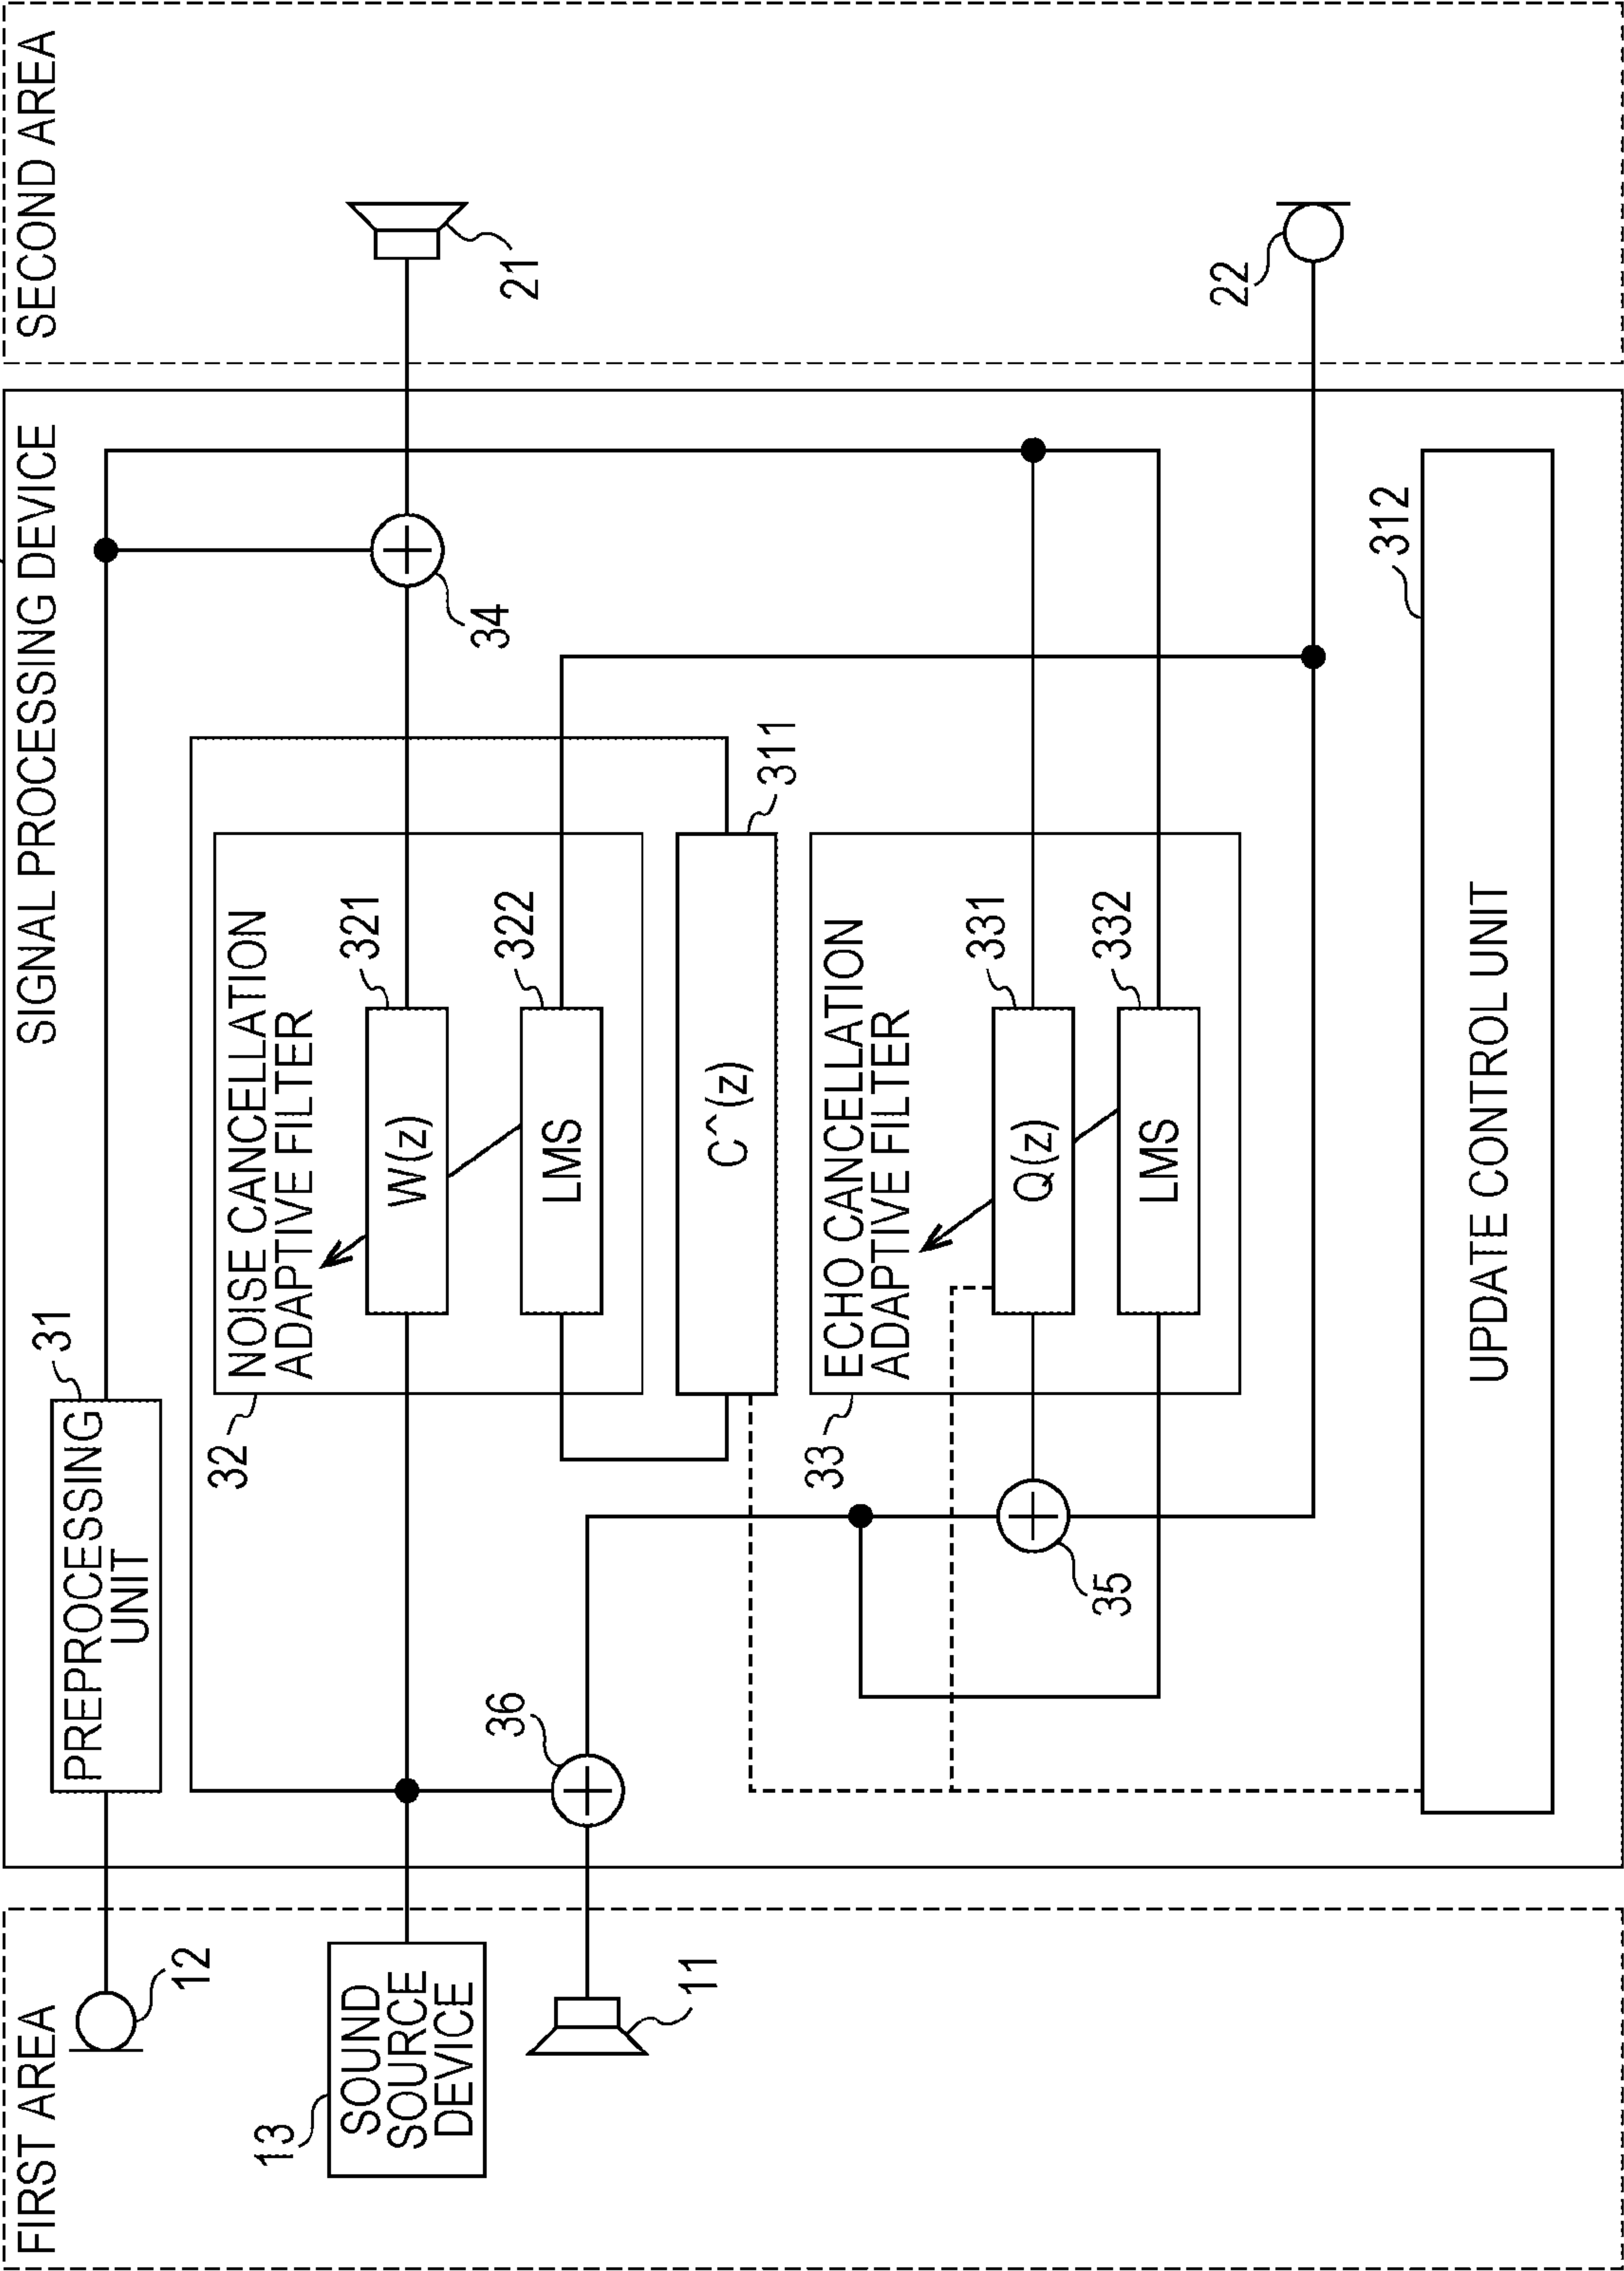 FIRST AREA
12
13
SOUND
SOURCE
DEVICE
11
SIGNAL PROCESSING DEVICE
31
PREPROCESSING
UNIT
32
NOISE CANCELLATION
ADAPTIVE FILTER
321
W(z)
322
LMS
311
C^(z)
34
36
33
ECHO CANCELLATION
ADAPTIVE FILTER
331
Q(z)
332
LMS
35
312
UPDATE CONTROL UNIT
SECOND AREA
21
22